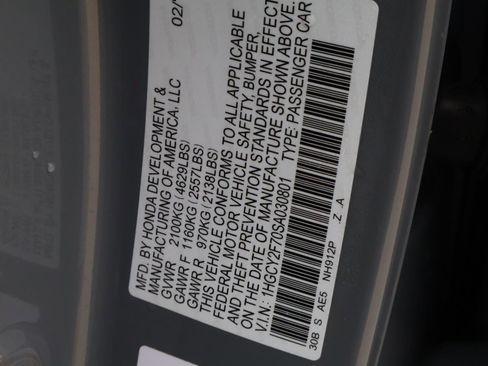 MFD. BY HONDA DEVELOPMENT & 02/
MANUFACTURING OF AMERICA, LLC
GVWR 2100KG (4629LBS)
GAWR F 1160KG (2557LBS)
GAWR R 970KG (2138LBS)
THIS VEHICLE CONFORMS TO ALL APPLICABLE
FEDERAL MOTOR VEHICLE SAFETY, BUMPER,
AND THEFT PREVENTION STANDARDS IN EFFECT
ON THE DATE OF MANUFACTURE SHOWN ABOVE.
V.I.N.: 1HGCY2F70SA030801 TYPE: PASSENGER CAR
30B S AE5 NH912P Z A